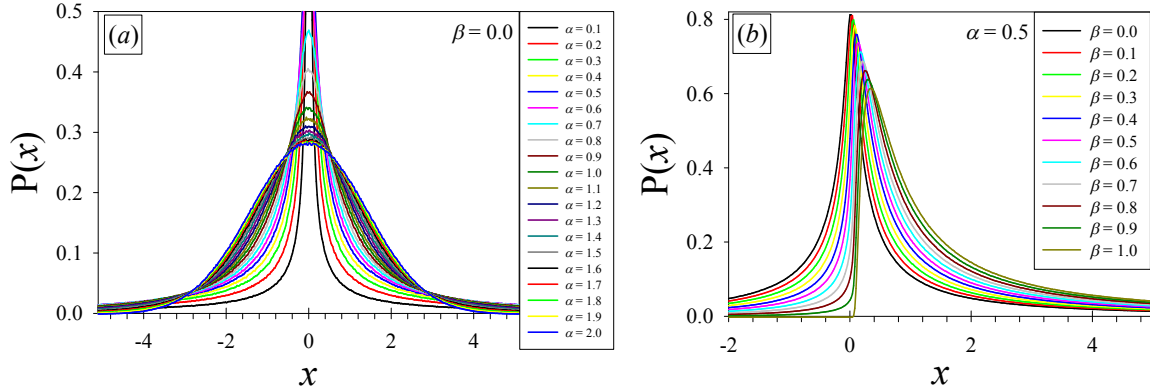 (a)
β = 0.0
P(x)
0.5
0.4
0.3
0.2
0.1
0.0
-4 -2 0 2 4
x
α = 0.1
α = 0.2
α = 0.3
α = 0.4
α = 0.5
α = 0.6
α = 0.7
α = 0.8
α = 0.9
α = 1.0
α = 1.1
α = 1.2
α = 1.3
α = 1.4
α = 1.5
α = 1.6
α = 1.7
α = 1.8
α = 1.9
α = 2.0
(b)
α = 0.5
P(x)
0.8
0.6
0.4
0.2
0.0
-2 0 2 4
x
β = 0.0
β = 0.1
β = 0.2
β = 0.3
β = 0.4
β = 0.5
β = 0.6
β = 0.7
β = 0.8
β = 0.9
β = 1.0